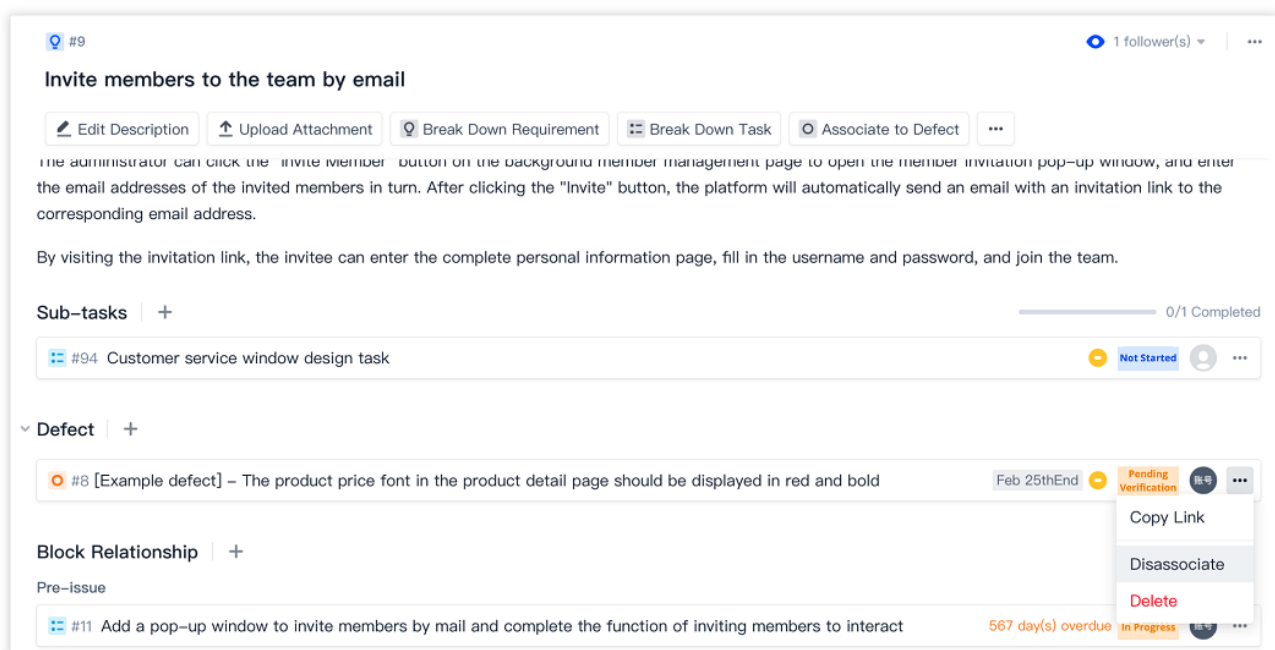 #9
1 follower(s)
Invite members to the team by email
Edit Description
Upload Attachment
Break Down Requirement
Break Down Task
Associate to Defect
The administrator can click the "Invite Member" button on the background member management page to open the member invitation pop-up window, and enter
the email addresses of the invited members in turn. After clicking the "Invite" button, the platform will automatically send an email with an invitation link to the
corresponding email address.
By visiting the invitation link, the invitee can enter the complete personal information page, fill in the username and password, and join the team.
Sub-tasks
0/1 Completed
#94 Customer service window design task
Not Started
Defect
#8 [Example defect] – The product price font in the product detail page should be displayed in red and bold
Feb 25thEnd
Pending
Verification
账号
Copy Link
Disassociate
Delete
Block Relationship
Pre-issue
#11 Add a pop-up window to invite members by mail and complete the function of inviting members to interact
567 day(s) overdue
In Progress
账号